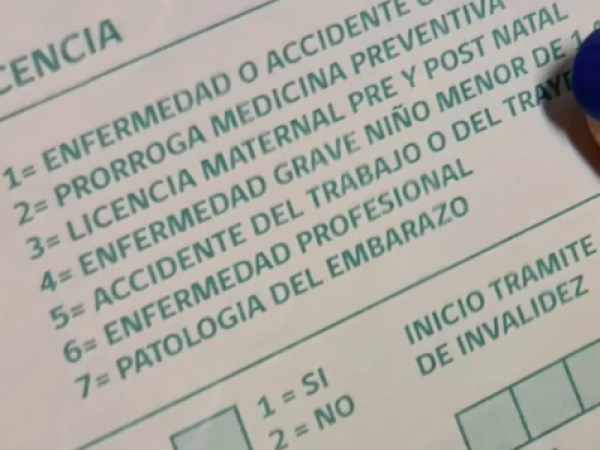 CENCIA
1= ENFERMEDAD O ACCIDENTE
2= PRORROGA MEDICINA PREVENTIVA
3= LICENCIA MATERNAL PRE Y POST NATAL
4= ENFERMEDAD GRAVE NIÑO MENOR DE 1
5= ACCIDENTE DEL TRABAJO O DEL TRAY
6= ENFERMEDAD PROFESIONAL
7= PATOLOGIA DEL EMBARAZO
1 = SI
2 = NO
INICIO TRAMITE
DE INVALIDEZ